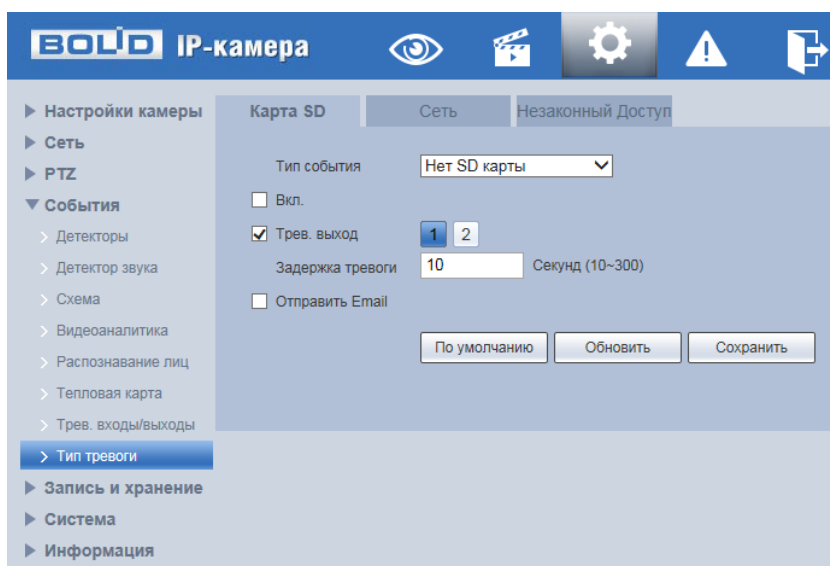 BOLID IP-камера
Настройки камеры
Сеть
PTZ
События
Детекторы
Детектор звука
Схема
Видеоаналитика
Распознавание лиц
Тепловая карта
Трев. входы/выходы
Тип тревоги
Запись и хранение
Система
Информация
Карта SD Сеть Незаконный Доступ
Тип события Нет SD карты
Вкл.
Трев. выход 1 2
Задержка тревоги 10 Секунд (10~300)
Отправить Email
По умолчанию Обновить Сохранить